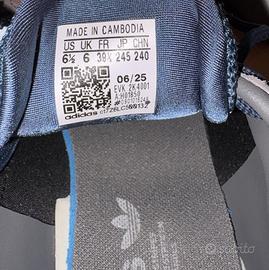 MADE IN CAMBODIA
US UK FR JP CHN
6½ 6 39⅓ 245 240
06/25
EVK 2K4001
adidas
subito